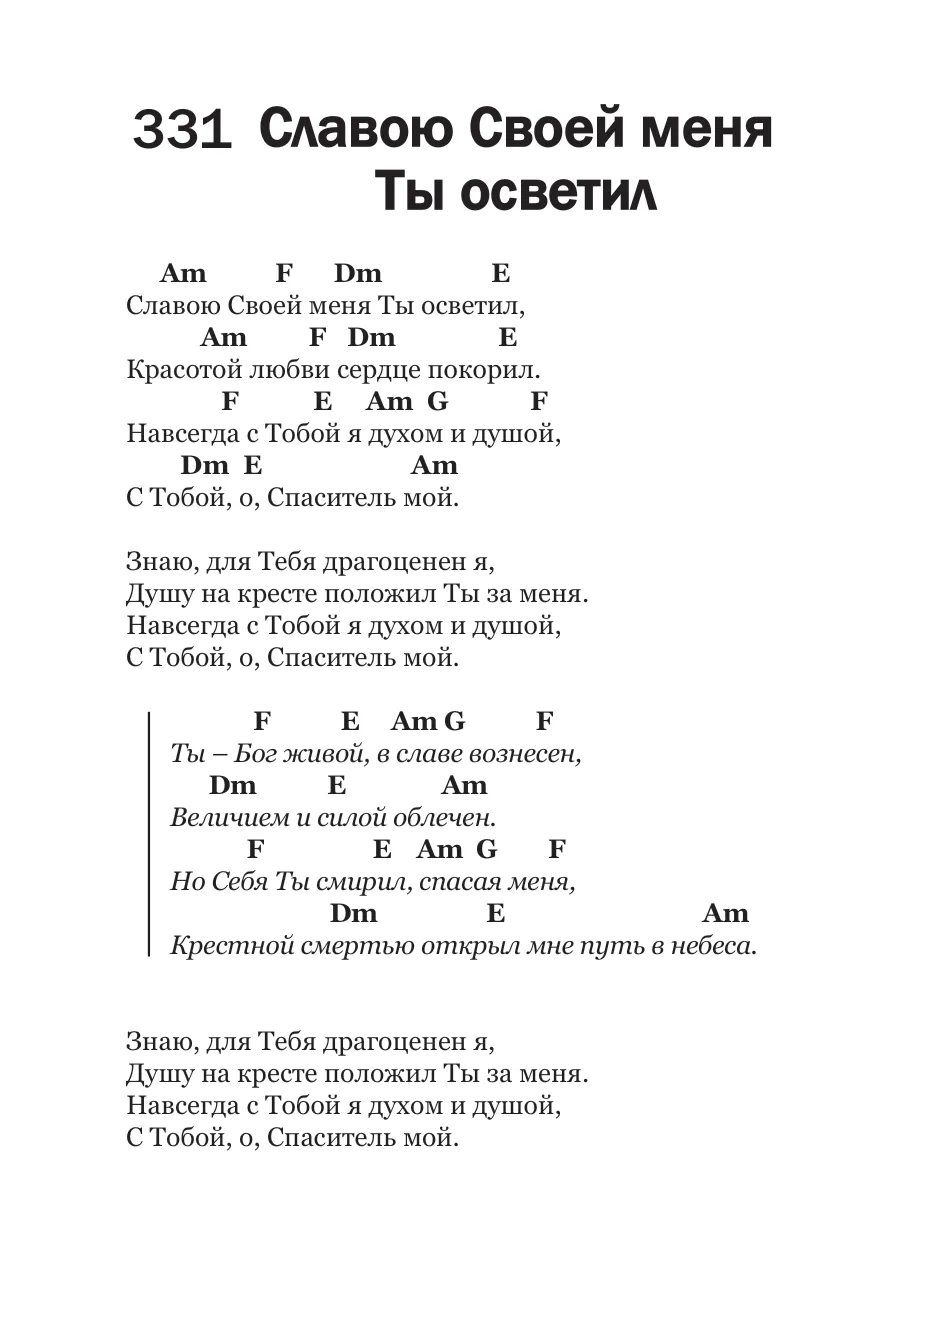 331 Славою Своей меня
Ты осветил
Am F Dm E
Славою Своей меня Ты осветил,
Am F Dm E
Красотой любви сердце покорил.
F E Am G F
Навсегда с Тобой я духом и душой,
Dm E Am
С Тобой, о, Спаситель мой.
Знаю, для Тебя драгоценен я,
Душу на кресте положил Ты за меня.
Навсегда с Тобой я духом и душой,
С Тобой, о, Спаситель мой.
F E Am G F
Ты – Бог живой, в славе вознесен,
Dm E Am
Величием и силой облечен.
F E Am G F
Но Себя Ты смирил, спасая меня,
Dm E Am
Крестной смертью открыл мне путь в небеса.
Знаю, для Тебя драгоценен я,
Душу на кресте положил Ты за меня.
Навсегда с Тобой я духом и душой,
С Тобой, о, Спаситель мой.